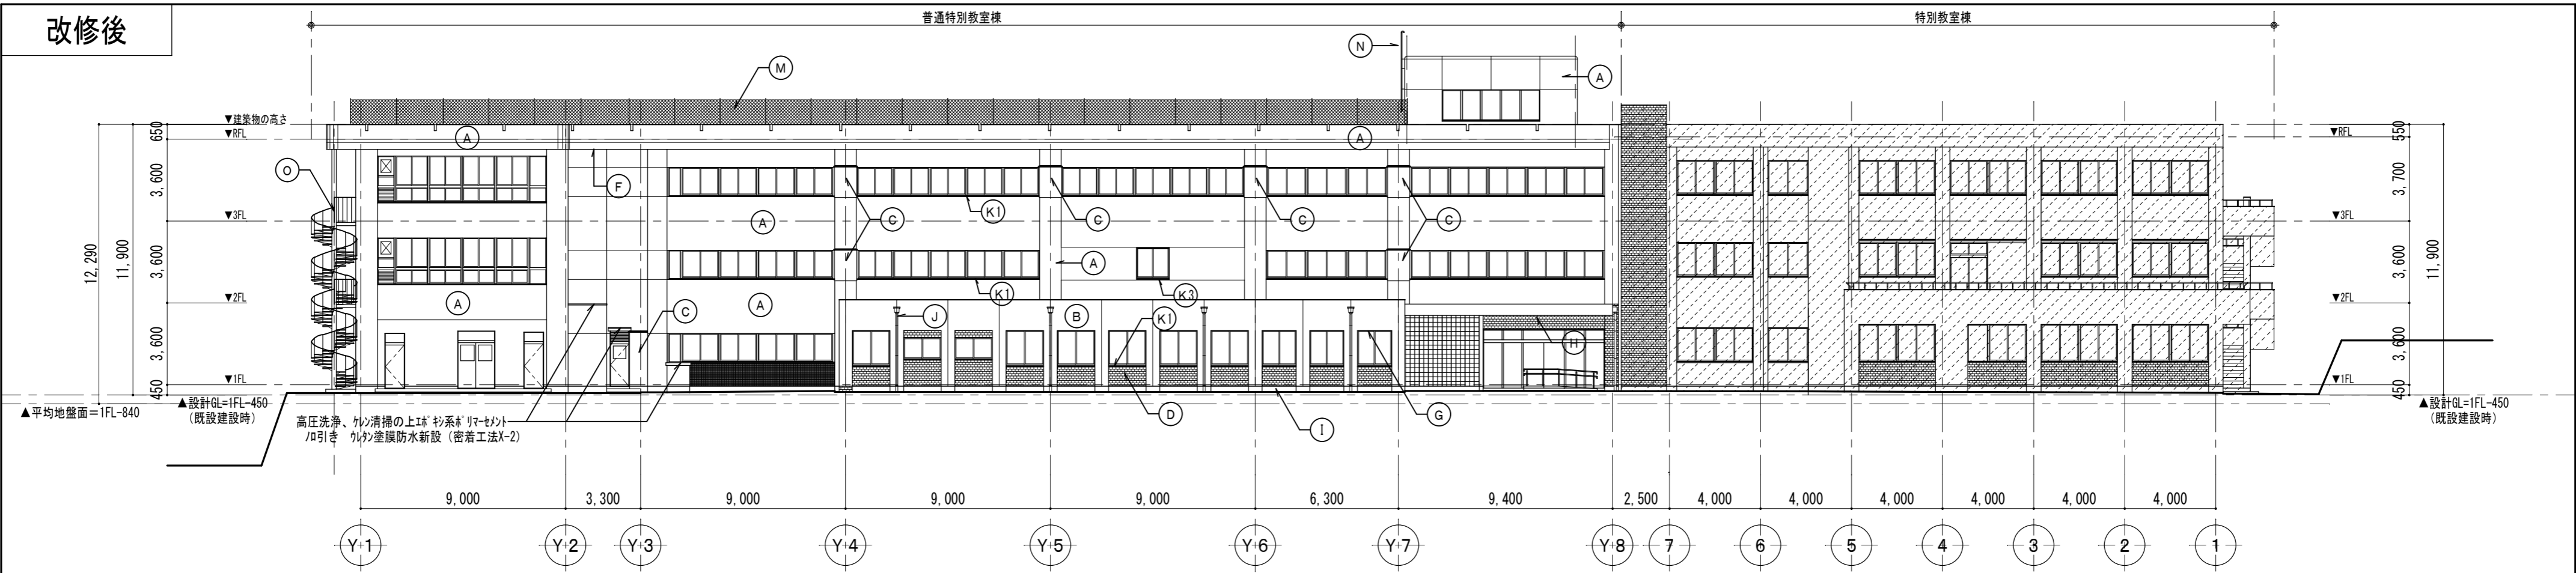 改修後
普通特別教室棟
特別教室棟
N
M
A
▼建築物の高さ
▼RFL
A
A
▼RFL
650
550
O
F
3,600
3,700
C
C
C
C
K1
A
▼3FL
▼3FL
12,290
11,900
3,600
3,600
11,900
A
K1
K3
A
A
▼2FL
▼2FL
C
J
B
K1
H
3,600
3,600
▼1FL
▼1FL
450
450
D
G
I
▲平均地盤面=1FL-840
▲設計GL=1FL-450
(既設建設時)
▲設計GL=1FL-450
(既設建設時)
高圧洗浄、ケレン清掃の上エポキシ系ポリマーセメント
ノロ引き ウレタン塗膜防水新設(密着工法X-2)
9,000
3,300
9,000
9,000
9,000
6,300
9,400
2,500
4,000
4,000
4,000
4,000
4,000
4,000
Y-1
Y-2
Y-3
Y-4
Y-5
Y-6
Y-7
Y-8
7
6
5
4
3
2
1